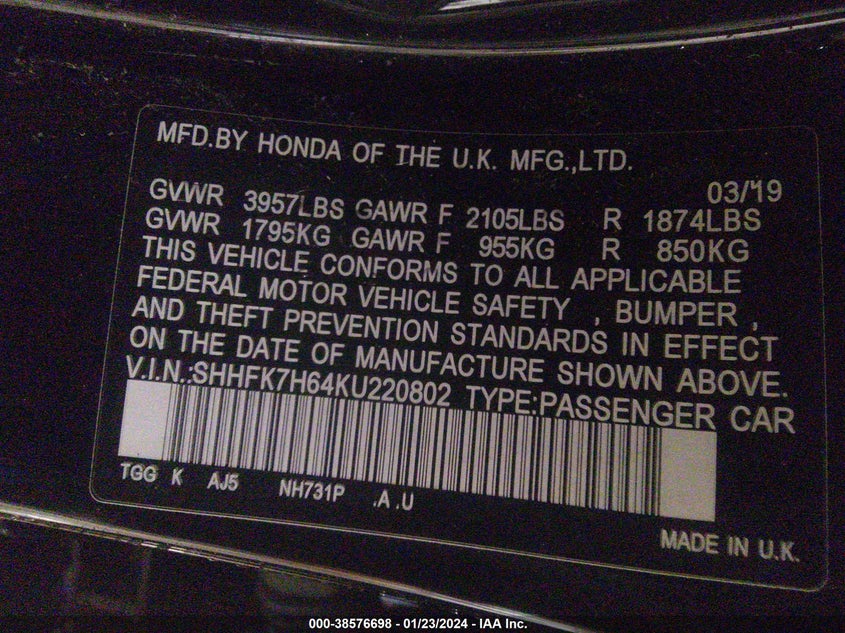 MFD.BY HONDA OF THE U.K. MFG.,LTD.
03/19
GVWR 3957LBS GAWR F 2105LBS R 1874LBS
GVWR 1795KG GAWR F 955KG R 850KG
THIS VEHICLE CONFORMS TO ALL APPLICABLE
FEDERAL MOTOR VEHICLE SAFETY , BUMPER ,
AND THEFT PREVENTION STANDARDS IN EFFECT
ON THE DATE OF MANUFACTURE SHOWN ABOVE.
V.I.N.:SHHFK7H64KU220802 TYPE:PASSENGER CAR
TGG K AJ5 NH731P .A .U
MADE IN U.K.
000-38576698 - 01/23/2024 - IAA Inc.